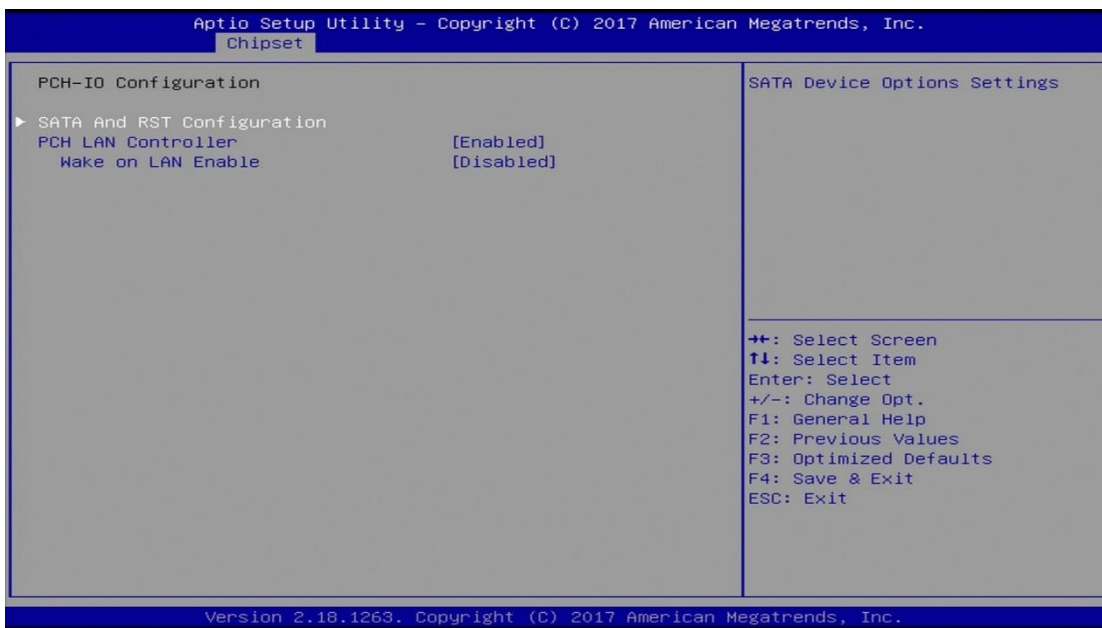 Aptio Setup Utility – Copyright (C) 2017 American Megatrends, Inc.
Chipset
PCH-IO Configuration
SATA And RST Configuration
PCH LAN Controller [Enabled]
Wake on LAN Enable [Disabled]
SATA Device Options Settings
→←: Select Screen
↑↓: Select Item
Enter: Select
+/-: Change Opt.
F1: General Help
F2: Previous Values
F3: Optimized Defaults
F4: Save & Exit
ESC: Exit
Version 2.18.1263. Copyright (C) 2017 American Megatrends, Inc.